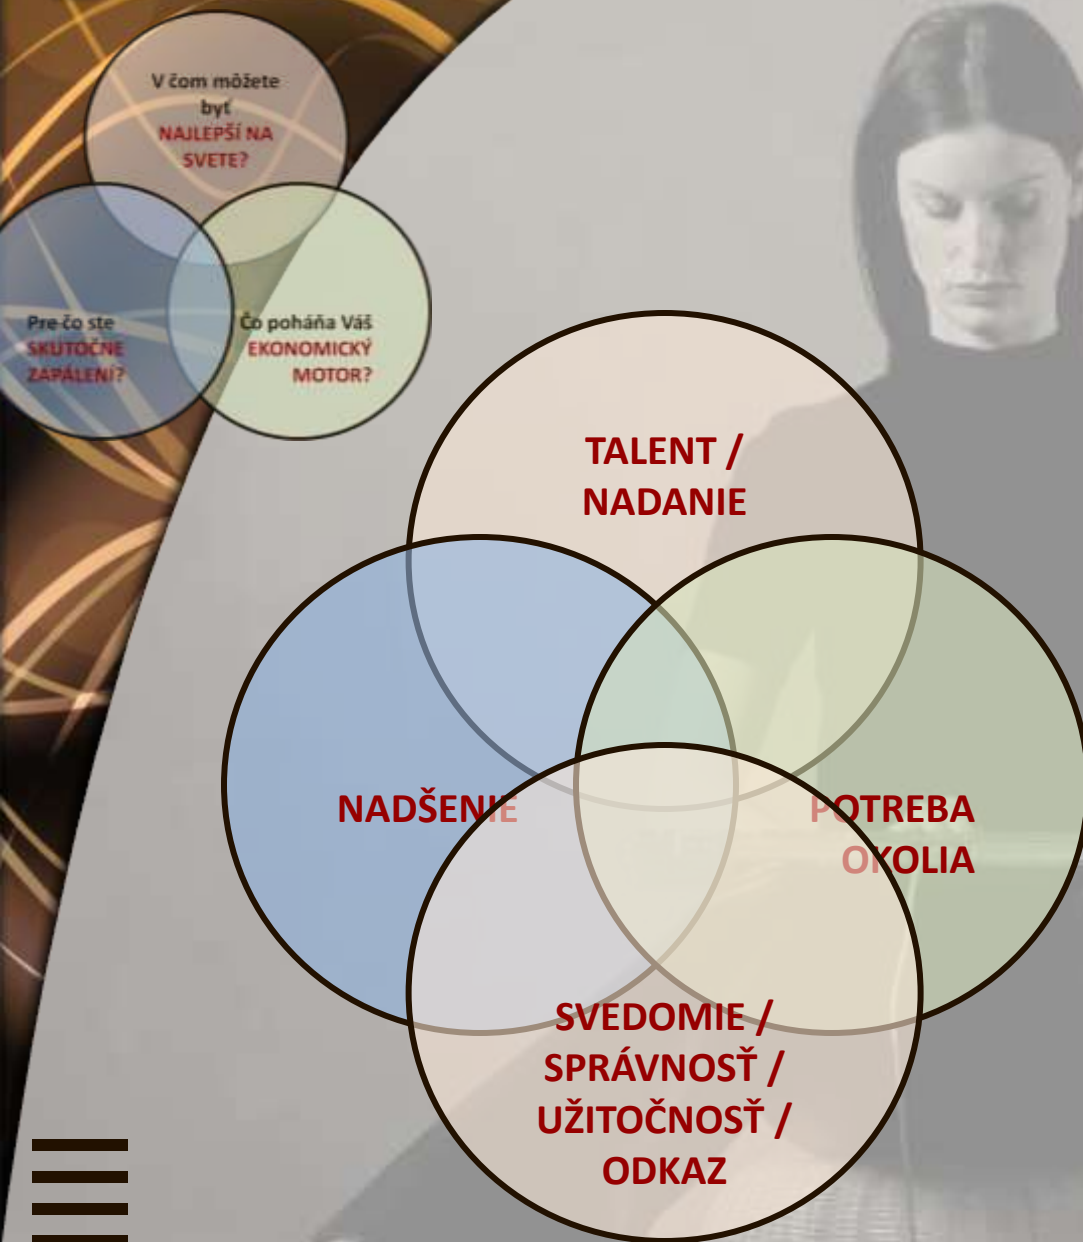 V čom môžete
byť
NAJLEPŠÍ NA
SVETE?
Pre čo ste
SKUTOČNE
ZAPÁLENÍ?
Čo poháňa Váš
EKONOMICKÝ
MOTOR?
TALENT /
NADANIE
NADŠENIE
POTREBA
OKOLIA
SVEDOMIE /
SPRÁVNOSŤ /
UŽITOČNOSŤ /
ODKAZ